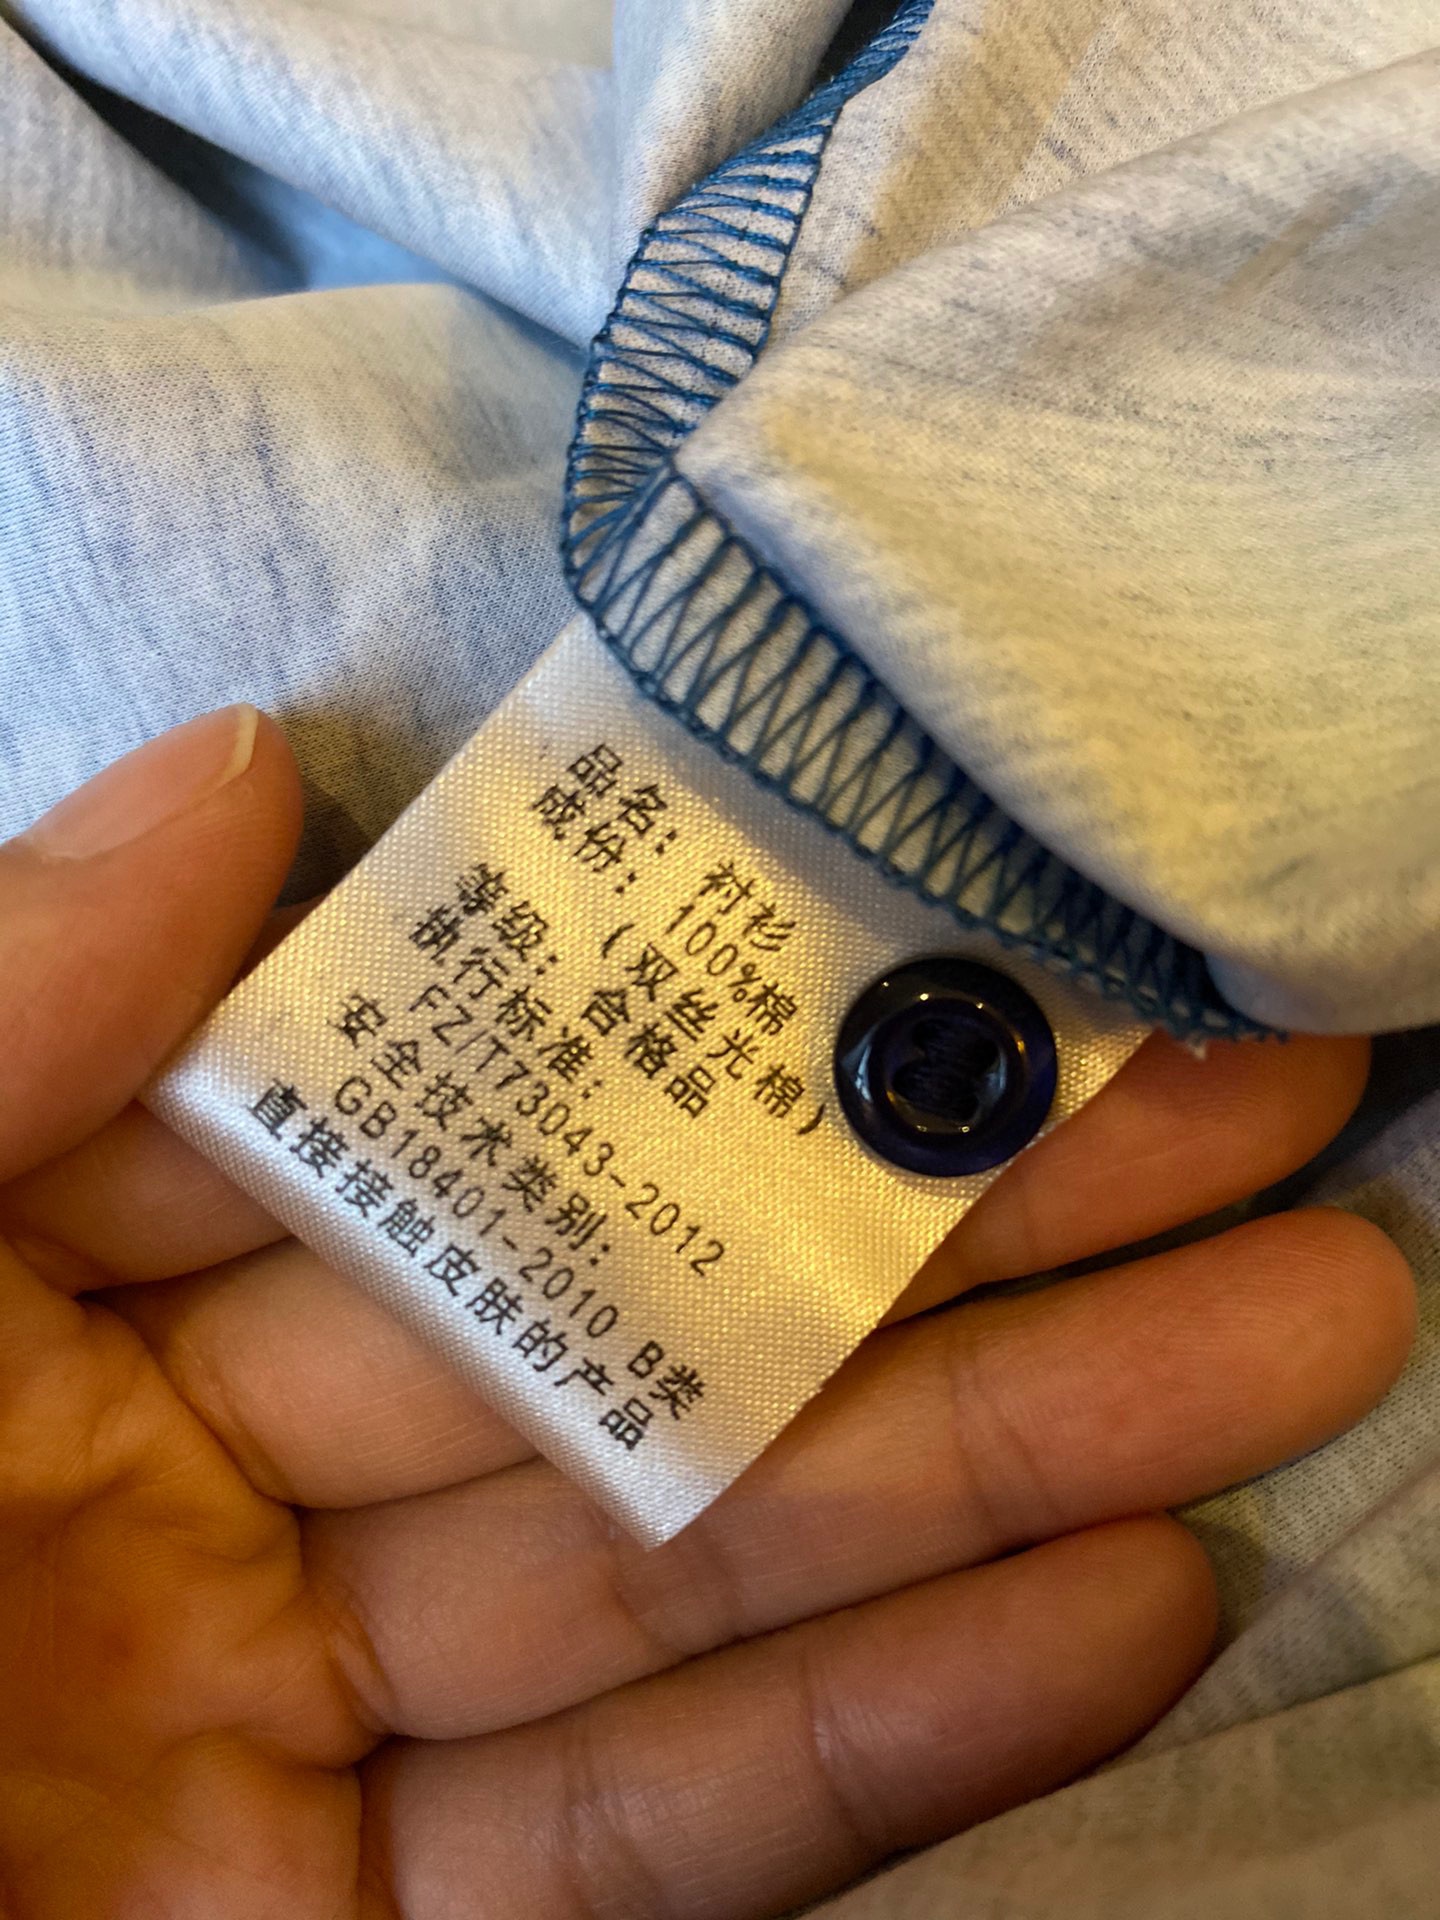 品名：衬衫
成份：100%棉
（双丝光棉）
等级：合格品
执行标准：
FZ/T73043-2012
安全技术类别：
GB18401-2010 B类
直接接触皮肤的产品